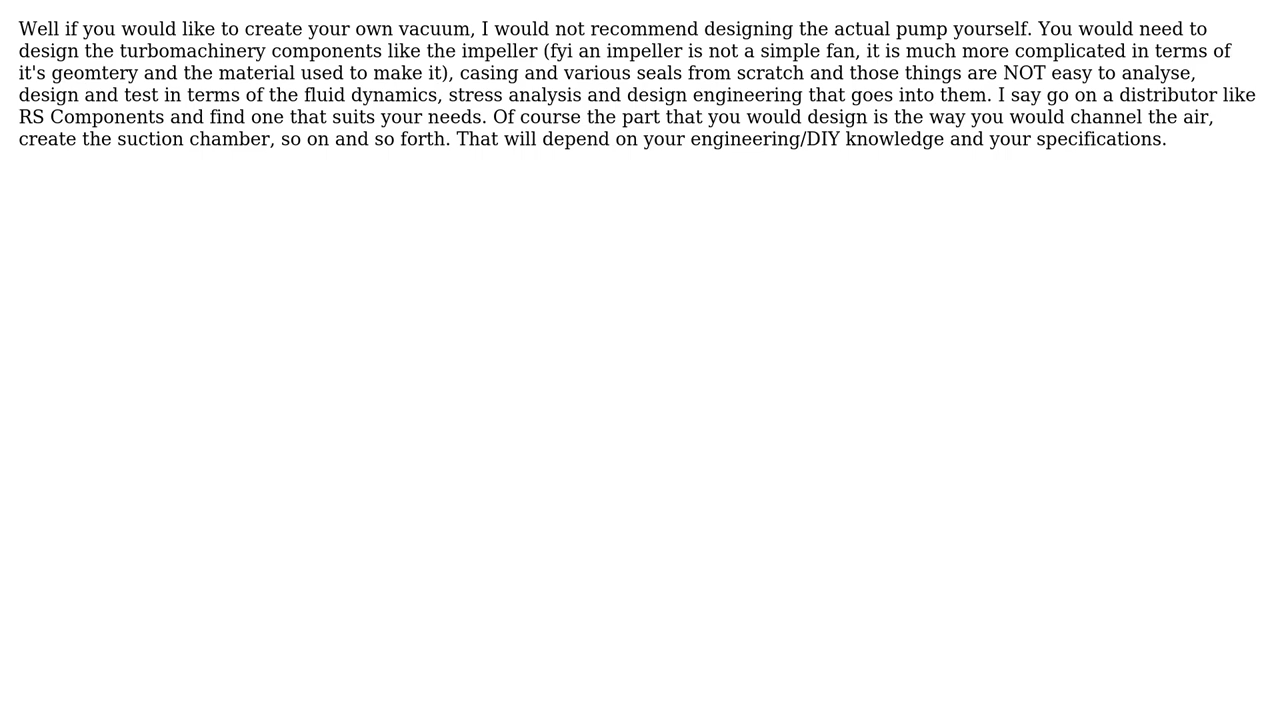 Well if you would like to create your own vacuum, I would not recommend designing the actual pump yourself. You would need to
design the turbomachinery components like the impeller (fyi an impeller is not a simple fan, it is much more complicated in terms of
it's geomtery and the material used to make it), casing and various seals from scratch and those things are NOT easy to analyse,
design and test in terms of the fluid dynamics, stress analysis and design engineering that goes into them. I say go on a distributor like
RS Components and find one that suits your needs. Of course the part that you would design is the way you would channel the air,
create the suction chamber, so on and so forth. That will depend on your engineering/DIY knowledge and your specifications.